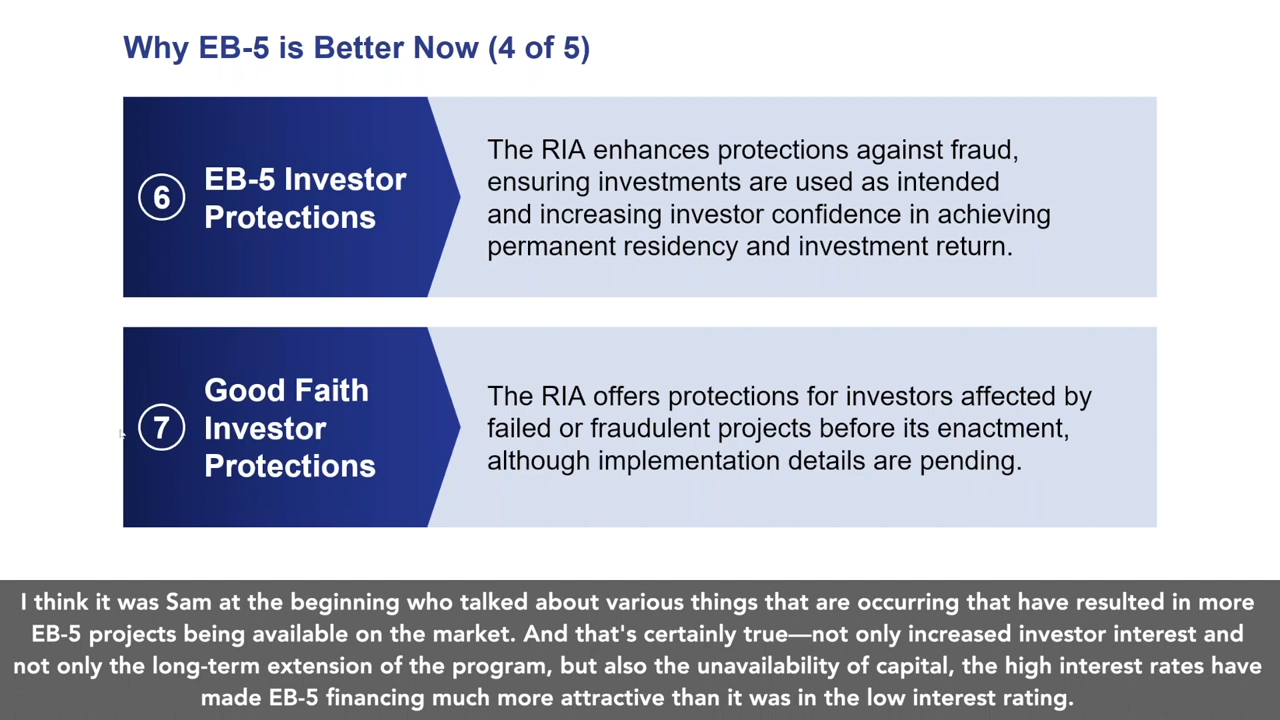 Why EB-5 is Better Now (4 of 5)
6
EB-5 Investor
Protections
The RIA enhances protections against fraud,
ensuring investments are used as intended
and increasing investor confidence in achieving
permanent residency and investment return.
7
Good Faith
Investor
Protections
The RIA offers protections for investors affected by
failed or fraudulent projects before its enactment,
although implementation details are pending.
I think it was Sam at the beginning who talked about various things that are occurring that have resulted in more
EB-5 projects being available on the market. And that's certainly true—not only increased investor interest and
not only the long-term extension of the program, but also the unavailability of capital, the high interest rates have
made EB-5 financing much more attractive than it was in the low interest rating.